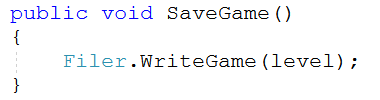 public void SaveGame()
{
    Filer.WriteGame(level);
}